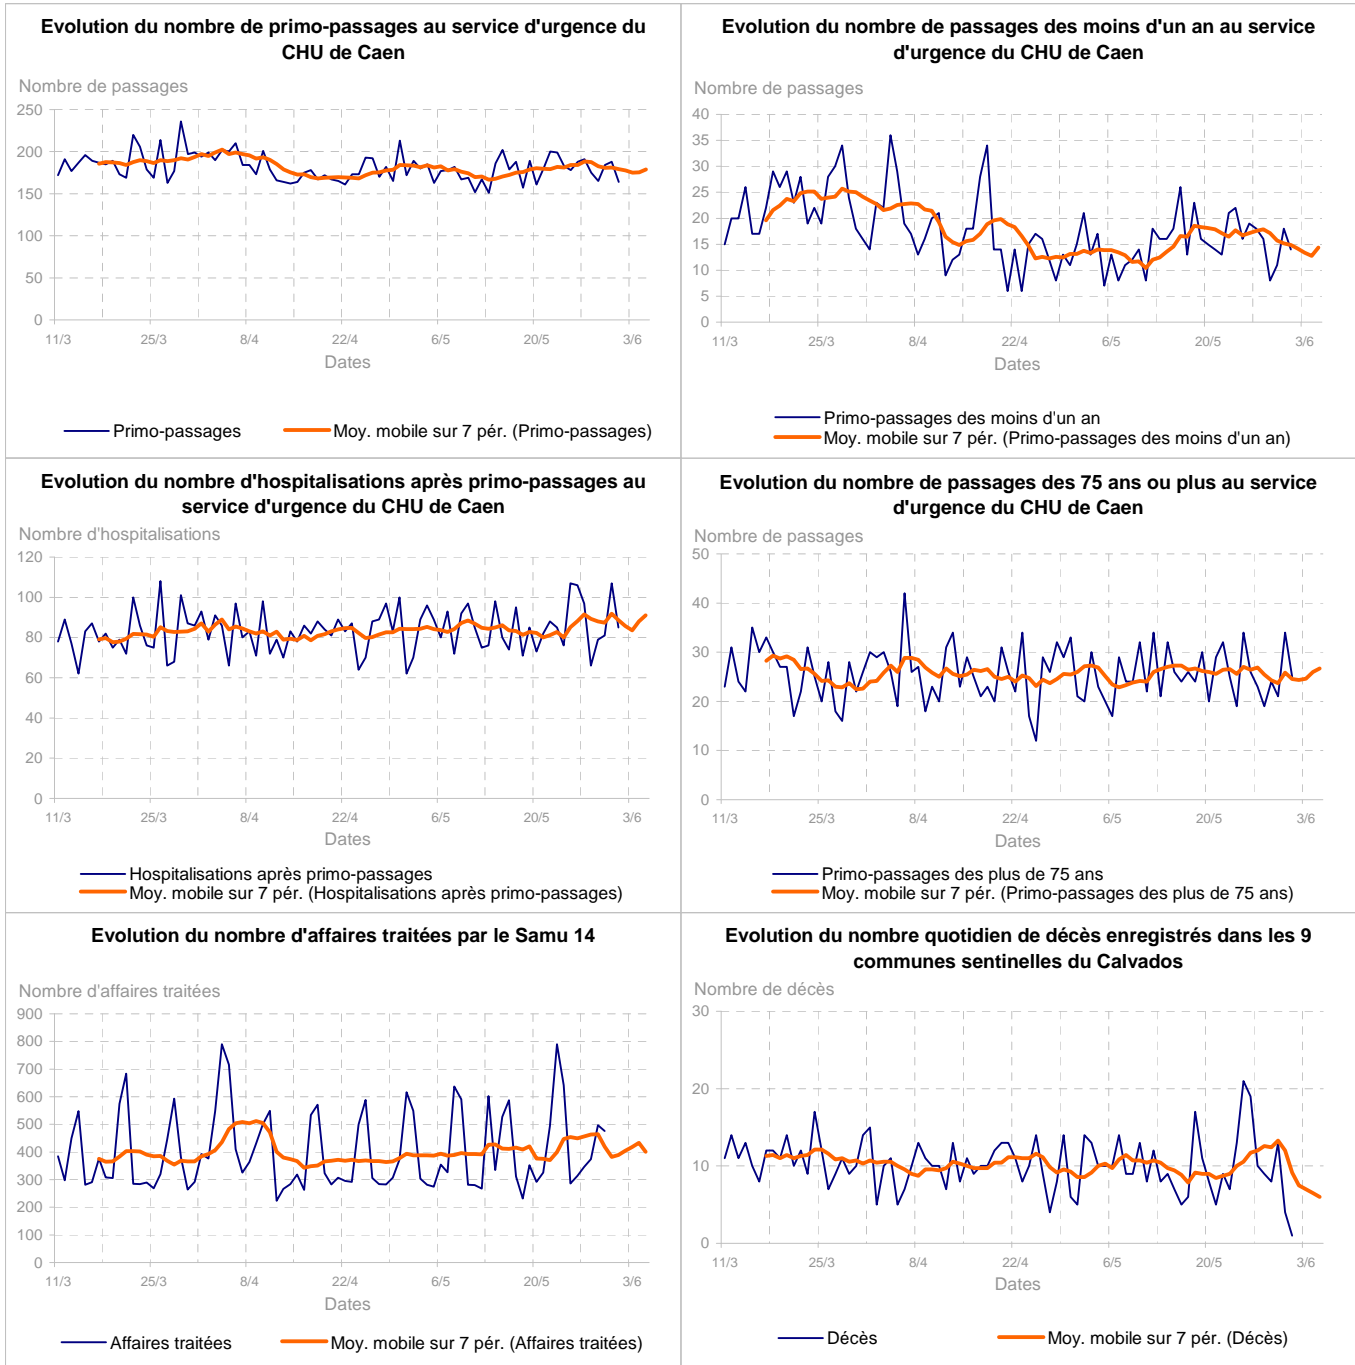 Evolution du nombre de primo-passages au service d'urgence du
CHU de Caen
Nombre de passages
250
200
150
100
50
0
11/3 25/3 8/4 22/4 6/5 20/5 3/6
Dates
Primo-passages Moy. mobile sur 7 pér. (Primo-passages)
Evolution du nombre de passages des moins d'un an au service
d'urgence du CHU de Caen
Nombre de passages
40
35
30
25
20
15
10
5
0
11/3 25/3 8/4 22/4 6/5 20/5 3/6
Dates
Primo-passages des moins d'un an
Moy. mobile sur 7 pér. (Primo-passages des moins d'un an)
Evolution du nombre d'hospitalisations après primo-passages au
service d'urgence du CHU de Caen
Nombre d'hospitalisations
120
100
80
60
40
20
0
11/3 25/3 8/4 22/4 6/5 20/5 3/6
Dates
Hospitalisations après primo-passages
Moy. mobile sur 7 pér. (Hospitalisations après primo-passages)
Evolution du nombre de passages des 75 ans ou plus au service
d'urgence du CHU de Caen
Nombre de passages
50
40
30
20
10
0
11/3 25/3 8/4 22/4 6/5 20/5 3/6
Dates
Primo-passages des plus de 75 ans
Moy. mobile sur 7 pér. (Primo-passages des plus de 75 ans)
Evolution du nombre d'affaires traitées par le Samu 14
Nombre d'affaires traitées
900
800
700
600
500
400
300
200
100
0
11/3 25/3 8/4 22/4 6/5 20/5 3/6
Dates
Affaires traitées Moy. mobile sur 7 pér. (Affaires traitées)
Evolution du nombre quotidien de décès enregistrés dans les 9
communes sentinelles du Calvados
Nombre de décès
30
20
10
0
11/3 25/3 8/4 22/4 6/5 20/5 3/6
Dates
Décès Moy. mobile sur 7 pér. (Décès)